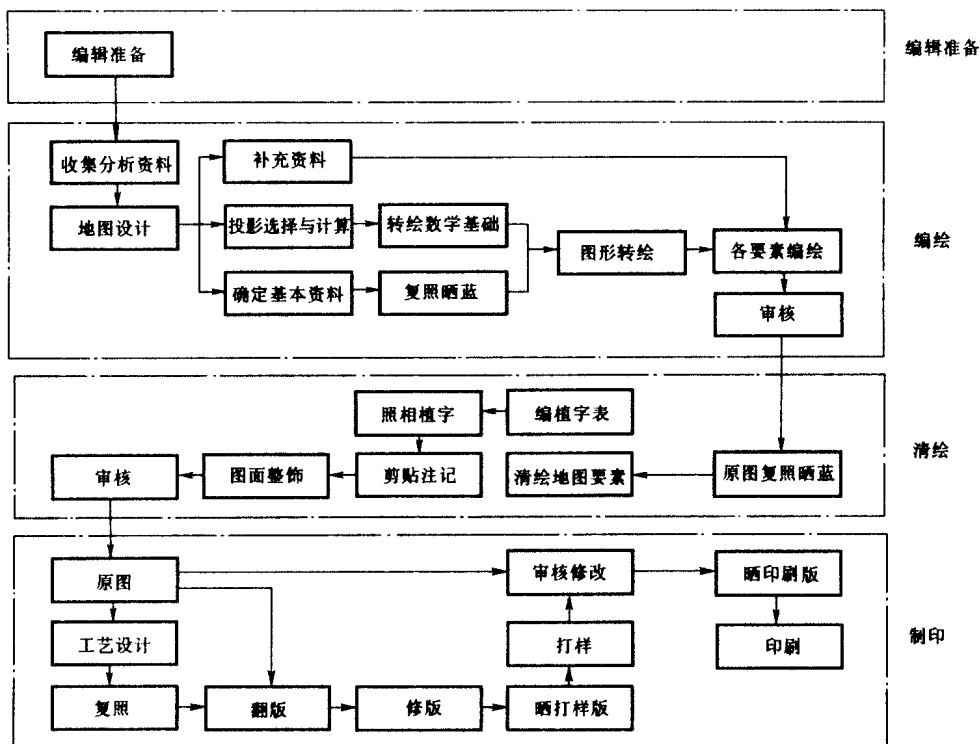 编辑准备
编辑准备
收集分析资料
补充资料
地图设计
投影选择与计算
转绘数学基础
图形转绘
各要素编绘
编绘
确定基本资料
复照晒蓝
审核
照相植字
编植字表
清绘
审核
图面整饰
剪贴注记
清绘地图要素
原图复照晒蓝
原图
审核修改
晒印刷版
工艺设计
打样
印刷
制印
复照
翻版
修版
晒打样版